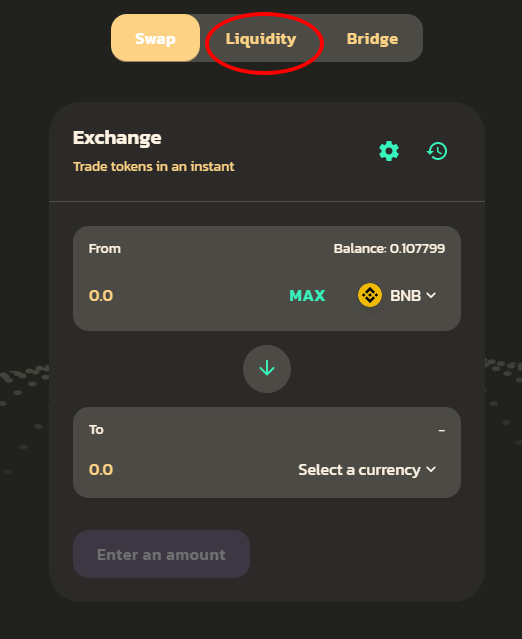 Swap Liquidity Bridge
Exchange
Trade tokens in an instant
From Balance: 0.107799
0.0 MAX BNB
To -
0.0 Select a currency
Enter an amount